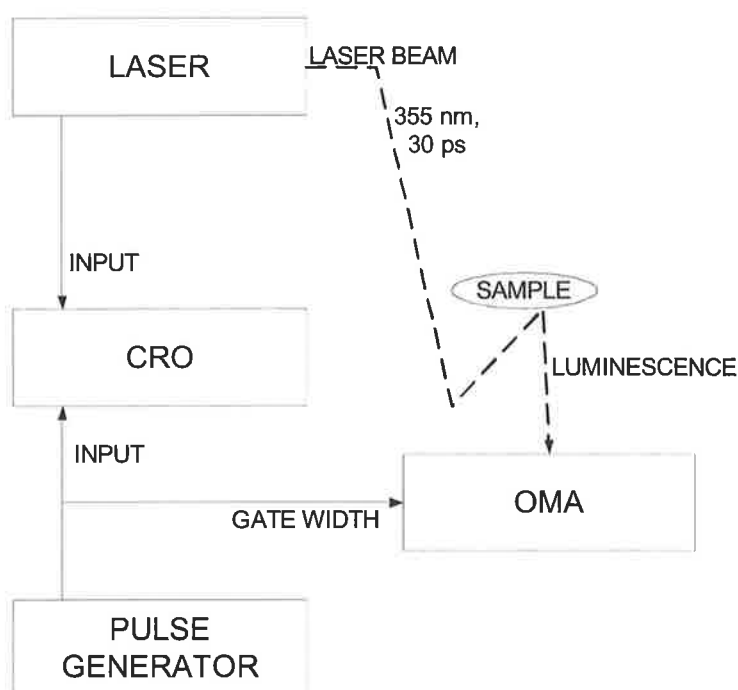 LASER
LASER BEAM
355 nm,
30 ps
INPUT
SAMPLE
CRO
LUMINESCENCE
INPUT
OMA
GATE WIDTH
PULSE
GENERATOR